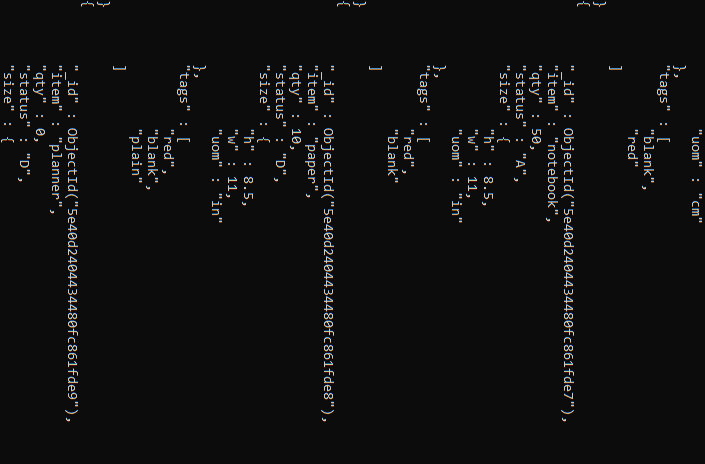 "uom" : "cm"
},
"tags" : [
"blank",
"red"
]
}
{
"_id" : ObjectId("5e40d2404434480fc861fde7"),
"item" : "notebook",
"qty" : 50,
"status" : "A",
"size" : {
"h" : 8.5,
"w" : 11,
"uom" : "in"
},
"tags" : [
"red",
"blank"
]
}
{
"_id" : ObjectId("5e40d2404434480fc861fde8"),
"item" : "paper",
"qty" : 10,
"status" : "D",
"size" : {
"h" : 8.5,
"w" : 11,
"uom" : "in"
},
"tags" : [
"red",
"blank",
"plain"
]
}
{
"_id" : ObjectId("5e40d2404434480fc861fde9"),
"item" : "planner",
"qty" : 0,
"status" : "D",
"size" : {